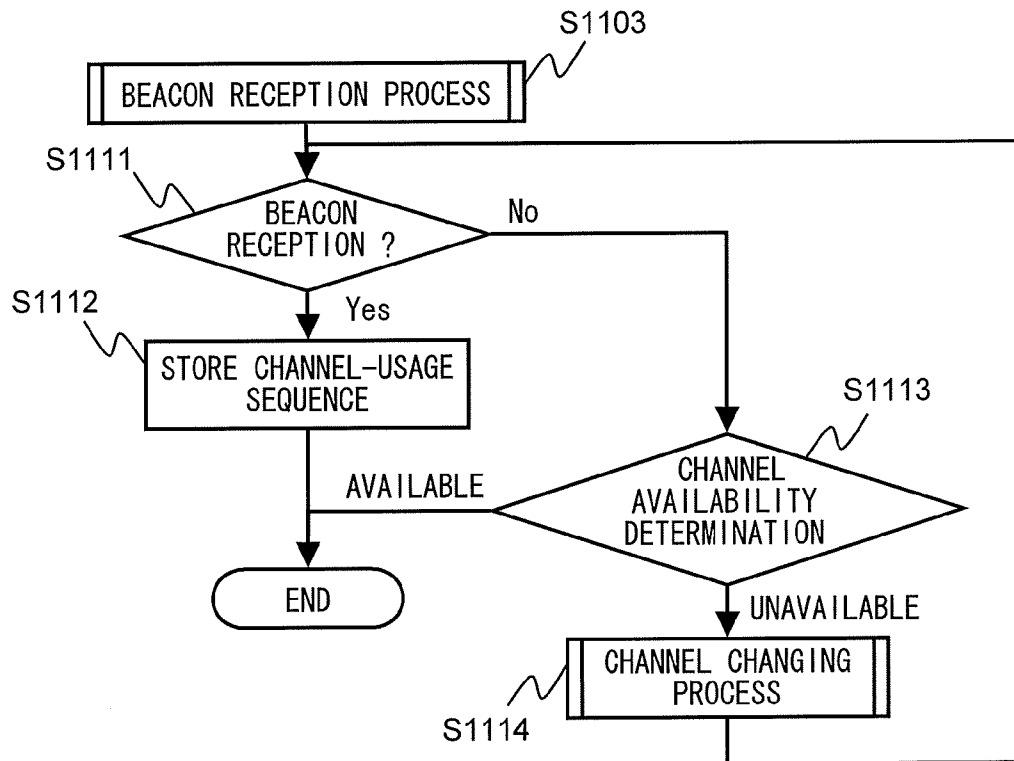 S1103
BEACON RECEPTION PROCESS
S1111
BEACON
RECEPTION ?
No
Yes
S1112
STORE CHANNEL-USAGE
SEQUENCE
S1113
CHANNEL
AVAILABILITY
DETERMINATION
AVAILABLE
END
UNAVAILABLE
CHANNEL CHANGING
PROCESS
S1114